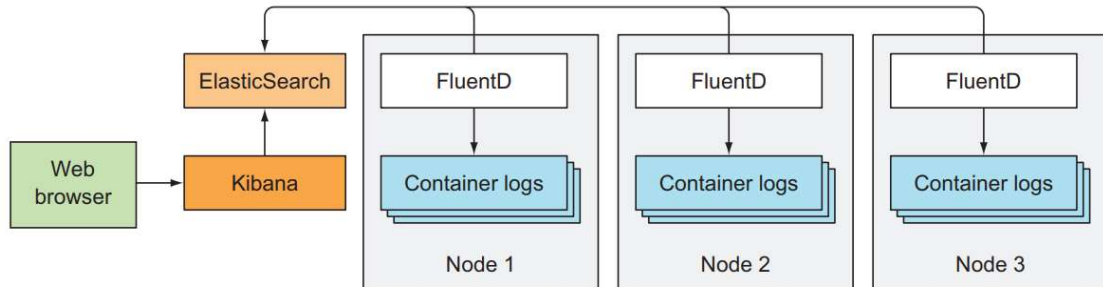 ElasticSearch
FluentD
FluentD
FluentD
Web
browser
Kibana
Container logs
Container logs
Container logs
Node 1
Node 2
Node 3